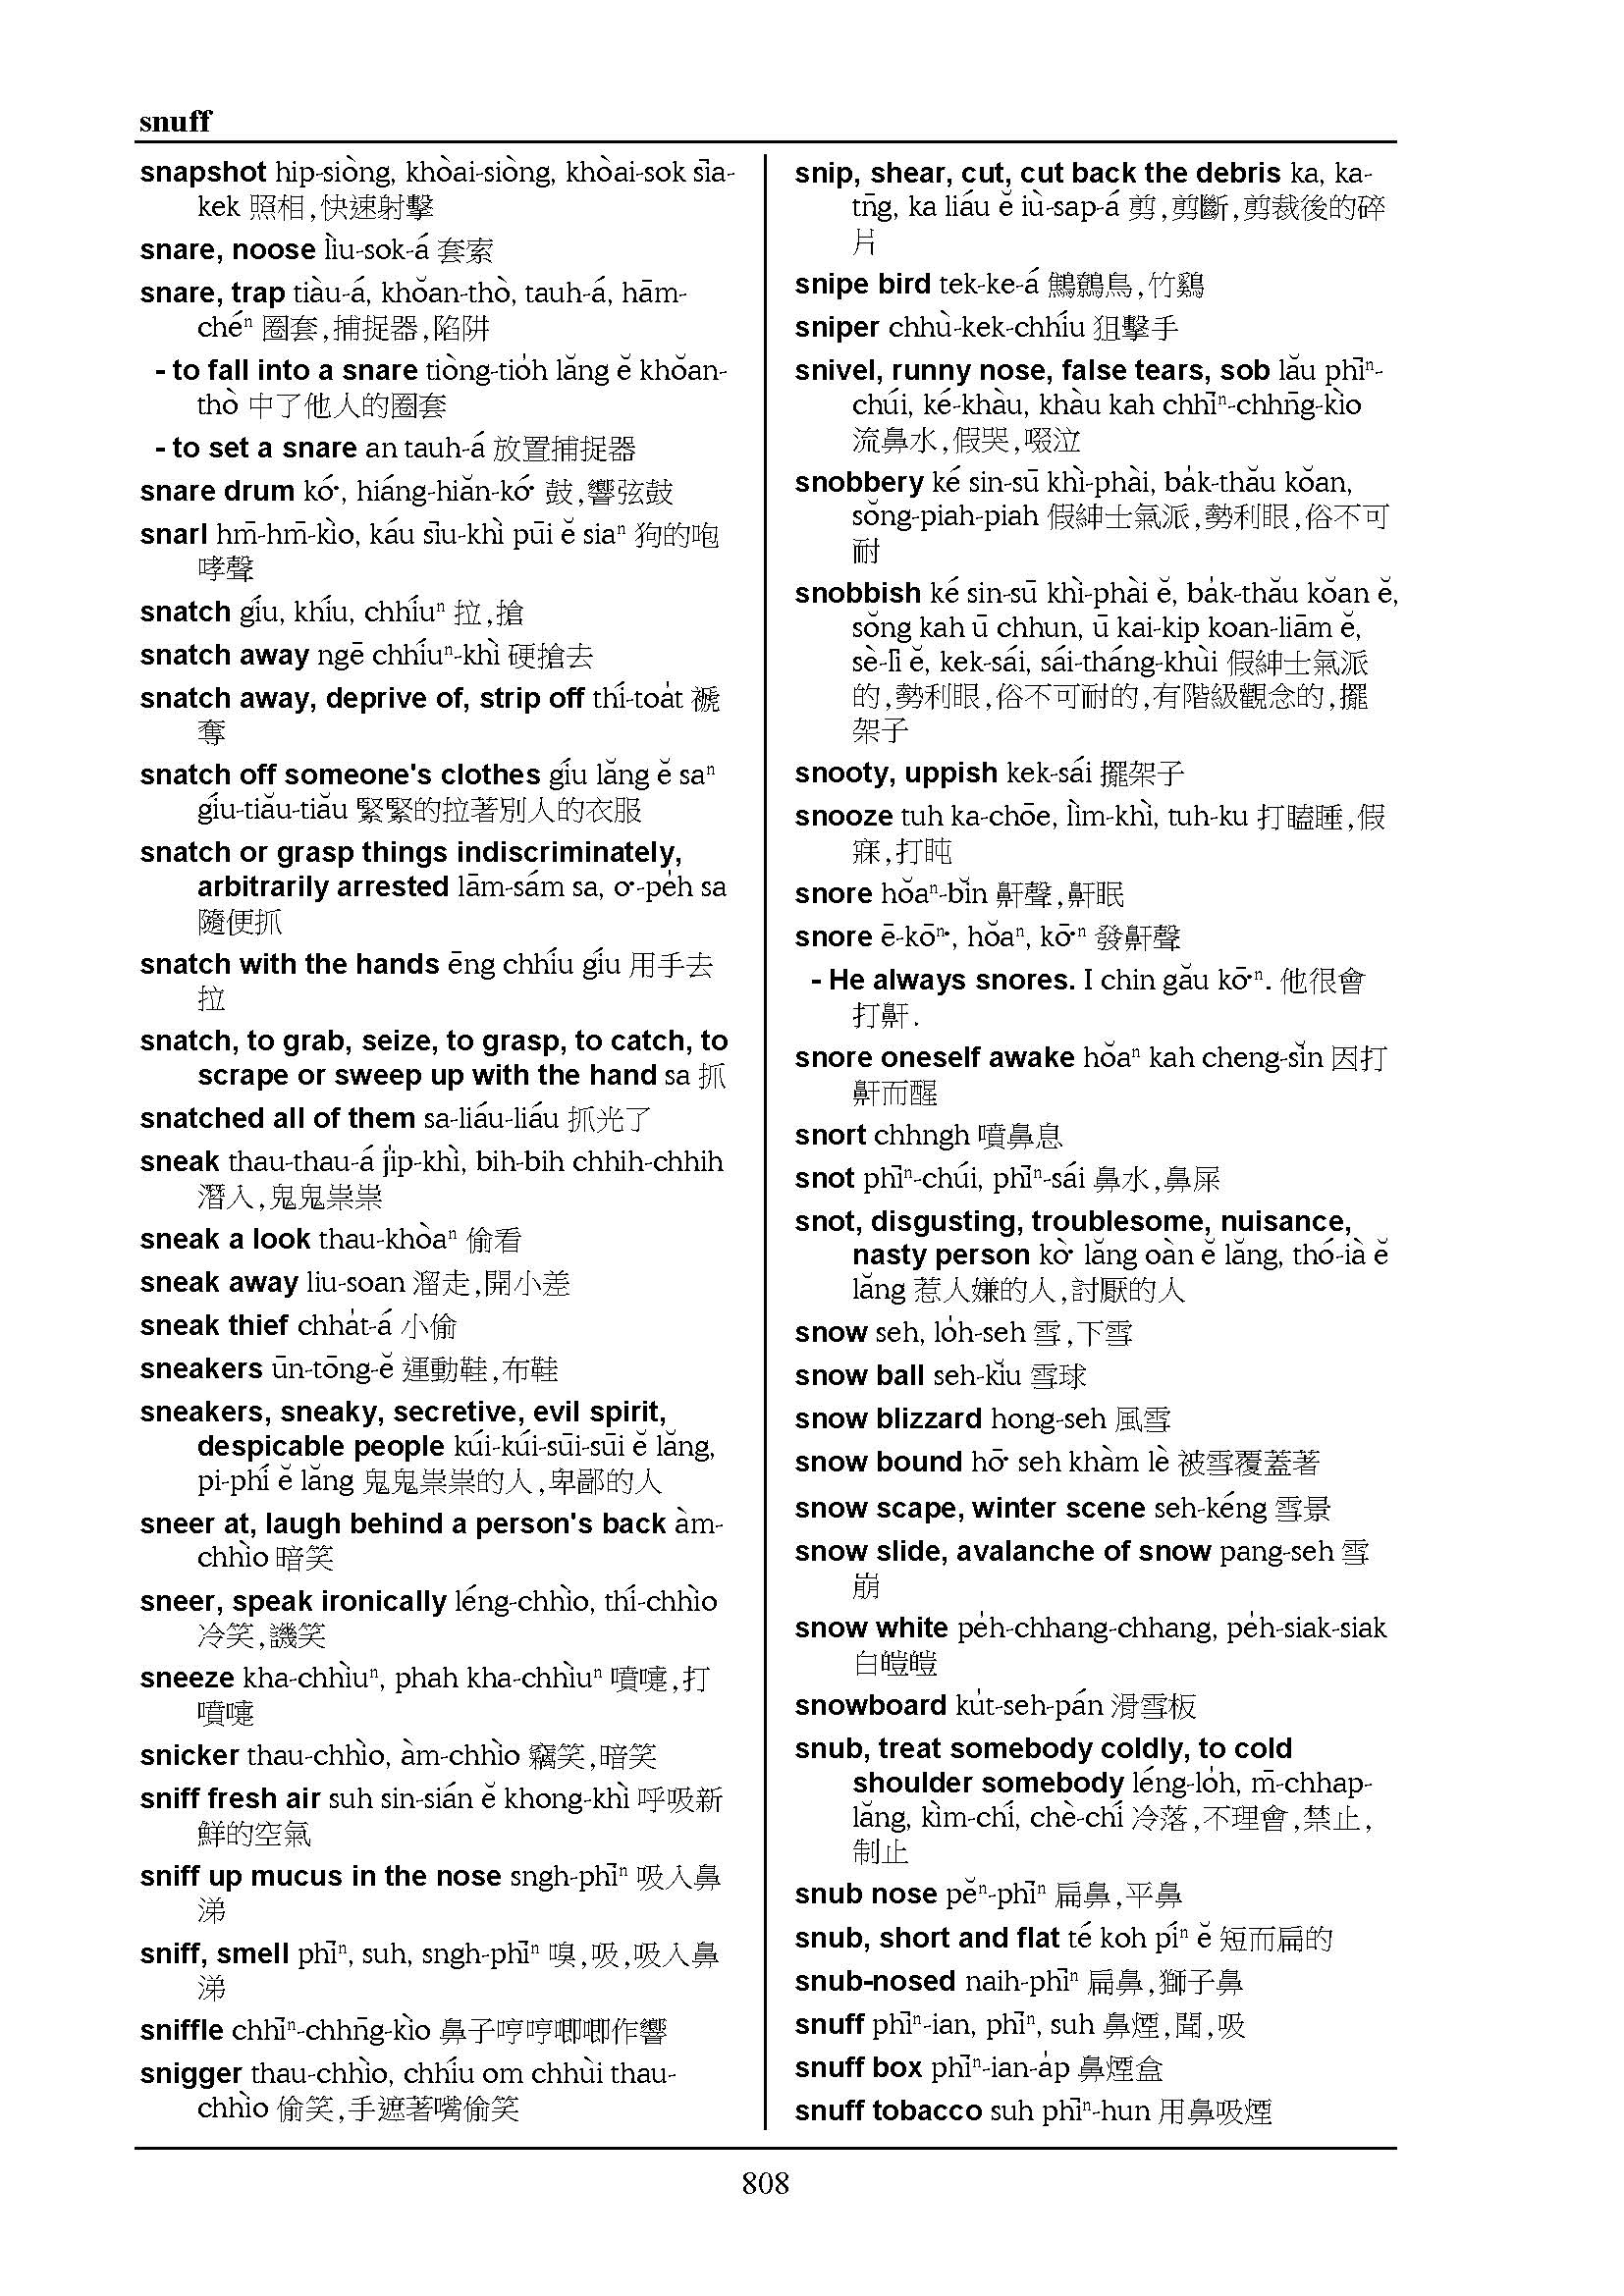 snuff
snapshot hip-siòng, khòai-siòng, khòai-sok sīa-
kek 照相,快速射擊
snare, noose lìu-sok-á 套索
snare, trap tiàu-á, khŏan-thò, tauh-á, hām-
chéⁿ 圈套,捕捉器,陷阱
- to fall into a snare tiòng-tio̍h lăng ĕ khŏan-
thò 中了他人的圈套
- to set a snare an tauh-á 放置捕捉器
snare drum kó͘, hiáng-hiăn-kó͘ 鼓,響弦鼓
snarl hm̄-hm̄-kìo, káu sīu-khì pūi ĕ siaⁿ 狗的咆
哮聲
snatch gíu, khíu, chhíuⁿ 拉,搶
snatch away ngē chhíuⁿ-khì 硬搶去
snatch away, deprive of, strip off thí-toa̍t 褫
奪
snatch off someone's clothes gíu lăng ĕ saⁿ
gíu-tiău-tiău 緊緊的拉著別人的衣服
snatch or grasp things indiscriminately,
arbitrarily arrested lām-sám sa, o͘-pe̍h sa
隨便抓
snatch with the hands ēng chhíu gíu 用手去
拉
snatch, to grab, seize, to grasp, to catch, to
scrape or sweep up with the hand sa 抓
snatched all of them sa-liáu-liáu 抓光了
sneak thau-thau-á ji̍p-khì, bih-bih chhih-chhih
潛入,鬼鬼祟祟
sneak a look thau-khòaⁿ 偷看
sneak away liu-soan 溜走,開小差
sneak thief chha̍t-á 小偷
sneakers ūn-tōng-ĕ 運動鞋,布鞋
sneakers, sneaky, secretive, evil spirit,
despicable people kúi-kúi-sūi-sūi ĕ lăng,
pi-phí ĕ lăng 鬼鬼祟祟的人,卑鄙的人
sneer at, laugh behind a person's back àm-
chhìo 暗笑
sneer, speak ironically léng-chhìo, thí-chhìo
冷笑,譏笑
sneeze kha-chhìuⁿ, phah kha-chhìuⁿ 噴嚏,打
噴嚏
snicker thau-chhìo, àm-chhìo 竊笑,暗笑
sniff fresh air suh sin-sián ĕ khong-khì 呼吸新
鮮的空氣
sniff up mucus in the nose sngh-phīⁿ 吸入鼻
涕
sniff, smell phīⁿ, suh, sngh-phīⁿ 嗅,吸,吸入鼻
涕
sniffle chhīⁿ-chhn̄g-kìo 鼻子哼哼唧唧作響
snigger thau-chhìo, chhíu om chhùi thau-
chhìo 偷笑,手遮著嘴偷笑
snip, shear, cut, cut back the debris ka, ka-
tn̄g, ka liáu ĕ iù-sap-á 剪,剪斷,剪裁後的碎
片
snipe bird tek-ke-á 鷦鷯鳥,竹鷄
sniper chhù-kek-chhíu 狙擊手
snivel, runny nose, false tears, sob lău phīⁿ-
chúi, ké-khàu, khàu kah chhīⁿ-chhn̄g-kìo
流鼻水,假哭,啜泣
snobbery ké sin-sū khì-phài, ba̍k-thău kŏan,
sŏng-piah-piah 假紳士氣派,勢利眼,俗不可
耐
snobbish ké sin-sū khì-phài ĕ, ba̍k-thău kŏan ĕ,
sŏng kah ū chhun, ū kai-kip koan-liām ĕ,
sè-lī ĕ, kek-sái, sái-tháng-khùi 假紳士氣派
的,勢利眼,俗不可耐的,有階級觀念的,擺
架子
snooty, uppish kek-sái 擺架子
snooze tuh ka-chōe, lìm-khì, tuh-ku 打瞌睡,假
寐,打盹
snore hŏaⁿ-bĭn 鼾聲,鼾眠
snore ē-kōⁿ͘, hŏaⁿ, kō͘ⁿ 發鼾聲
- He always snores. I chin gău kō͘ⁿ. 他很會
打鼾.
snore oneself awake hŏaⁿ kah cheng-sĭn 因打
鼾而醒
snort chhngh 噴鼻息
snot phīⁿ-chúi, phīⁿ-sái 鼻水,鼻屎
snot, disgusting, troublesome, nuisance,
nasty person kò͘ lăng oàn ĕ lăng, thó-ià ĕ
lăng 惹人嫌的人,討厭的人
snow seh, lo̍h-seh 雪,下雪
snow ball seh-kĭu 雪球
snow blizzard hong-seh 風雪
snow bound hō͘ seh khàm lè 被雪覆蓋著
snow scape, winter scene seh-kéng 雪景
snow slide, avalanche of snow pang-seh 雪
崩
snow white pe̍h-chhang-chhang, pe̍h-siak-siak
白皚皚
snowboard ku̍t-seh-pán 滑雪板
snub, treat somebody coldly, to cold
shoulder somebody léng-lo̍h, m̄-chhap-
lăng, kìm-chí, chè-chí 冷落,不理會,禁止,
制止
snub nose pĕⁿ-phīⁿ 扁鼻,平鼻
snub, short and flat té koh píⁿ ĕ 短而扁的
snub-nosed naih-phīⁿ 扁鼻,獅子鼻
snuff phīⁿ-ian, phīⁿ, suh 鼻煙,聞,吸
snuff box phīⁿ-ian-a̍p 鼻煙盒
snuff tobacco suh phīⁿ-hun 用鼻吸煙
808